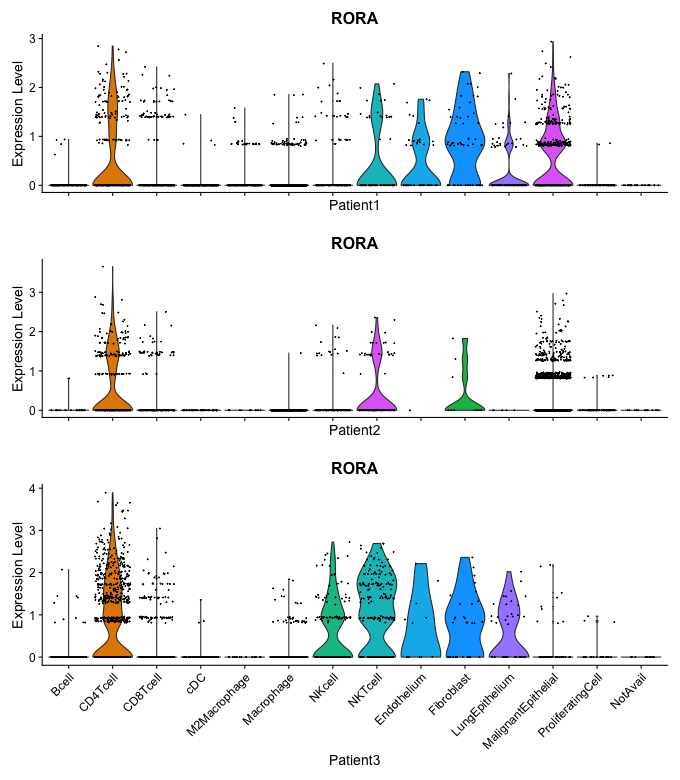 RORA
Expression Level
3
2
1
0
Patient1
RORA
Expression Level
3
2
1
0
Patient2
RORA
Expression Level
4
3
2
1
0
Bcell
CD4Tcell
CD8Tcell
cDC
M2Macrophage
Macrophage
NKcell
NKTcell
Endothelium
Fibroblast
LungEpithelium
MalignantEpithelial
ProliferatingCell
NotAvail
Patient3